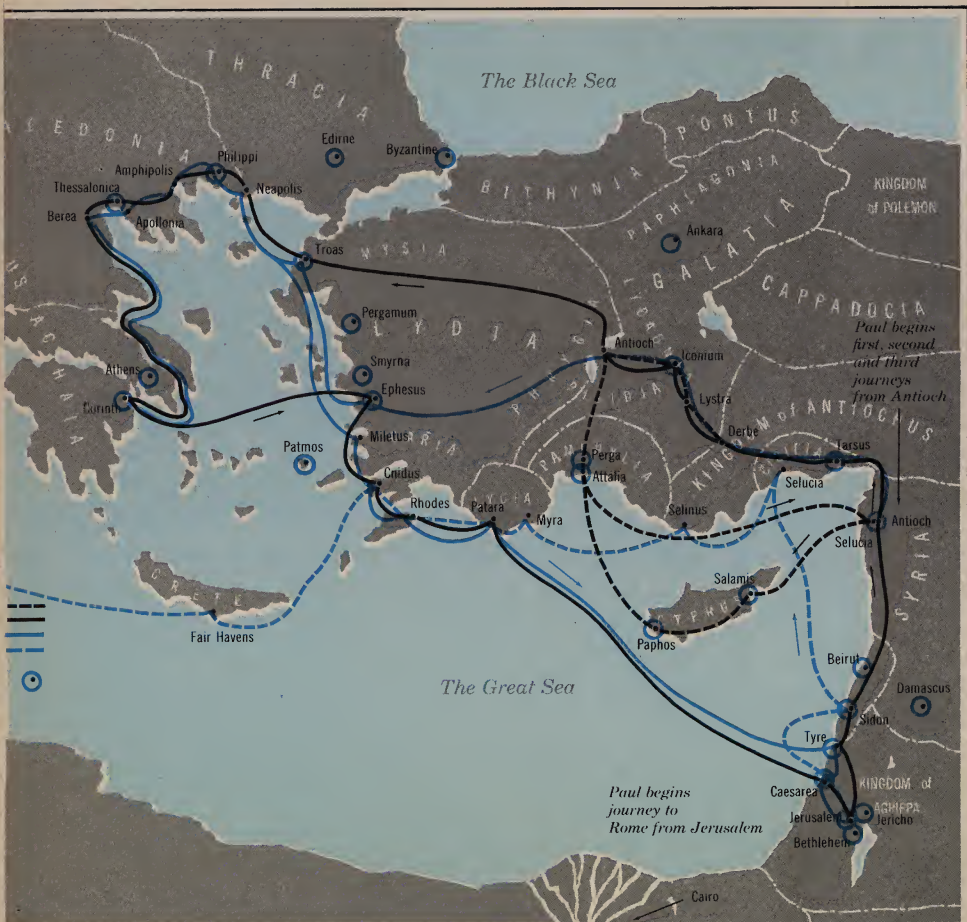 The Black Sea
THRACIA
EDONIA
PONTUS
BITHYNIA
PAPHLAGONIA
GALATIA
KINGDOM
of POLEMON
Edirne
Byzantine
Philippi
Amphipolis
Thessalonica
Neapolis
Berea
Apollonia
Ankara
Troas
MYSIA
CAPPADOCIA
Pergamum
LYDIA
Paul begins
first, second
and third
journeys
from Antioch
Antioch
Iconium
Smyrna
Athens
Ephesus
Corinth
Lystra
KINGDOM of ANTIOCHUS
Derbe
Tarsus
Miletus
Patmos
Perga
Attalia
Cnidus
Selucia
Rhodes
Patara
Myra
Selinus
Antioch
Selucia
SYRIA
CRETE
Salamis
CYPRUS
Fair Havens
Paphos
Beirut
The Great Sea
Damascus
Sidon
Tyre
Caesarea
KINGDOM of
AGRIPPA
Paul begins
journey to
Rome from Jerusalem
Jerusalem
Jericho
Bethlehem
Cairo